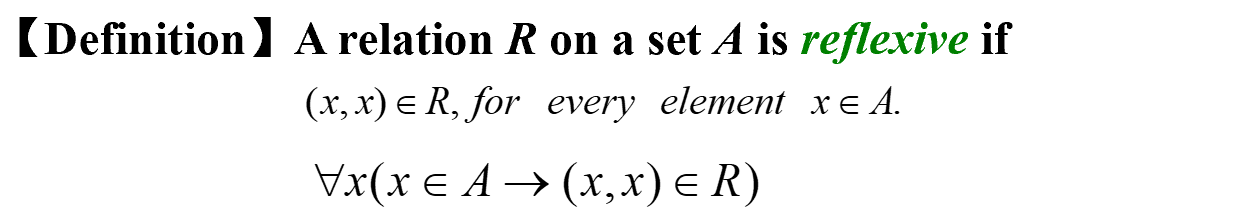 【Definition】A relation R on a set A is reflexive if
(x, x) ∈ R, for every element x ∈ A.
∀x(x ∈ A → (x, x) ∈ R)